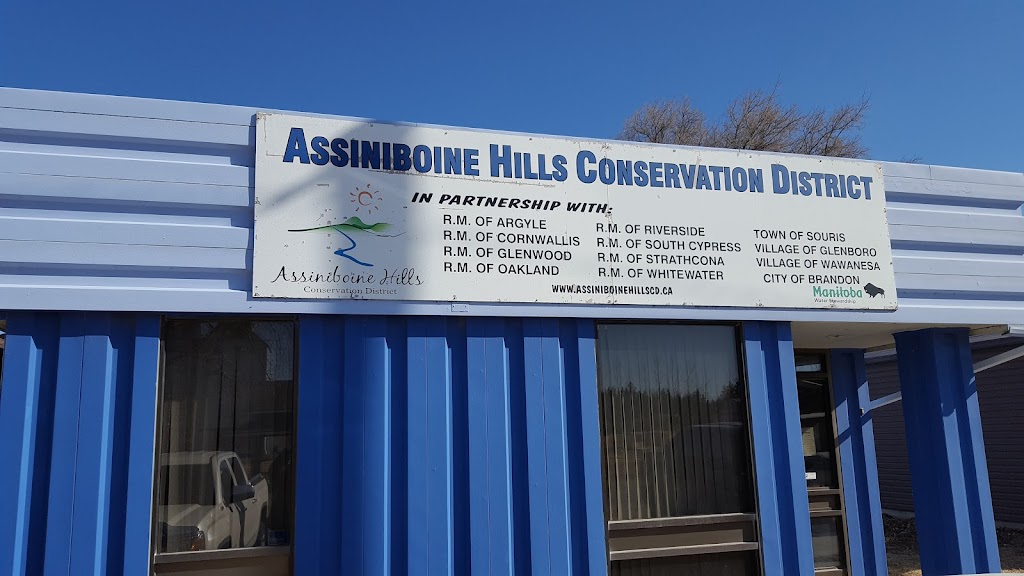 ASSINIBOINE HILLS CONSERVATION DISTRICT
IN PARTNERSHIP WITH:
R.M. OF ARGYLE
R.M. OF CORNWALLIS
R.M. OF GLENWOOD
R.M. OF OAKLAND
R.M. OF RIVERSIDE
R.M. OF SOUTH CYPRESS
R.M. OF STRATHCONA
R.M. OF WHITEWATER
TOWN OF SOURIS
VILLAGE OF GLENBORO
VILLAGE OF WAWANESA
CITY OF BRANDON
Assiniboine Hills
Conservation District
WWW.ASSINIBOINEHILLSCD.CA
Manitoba
Water Stewardship